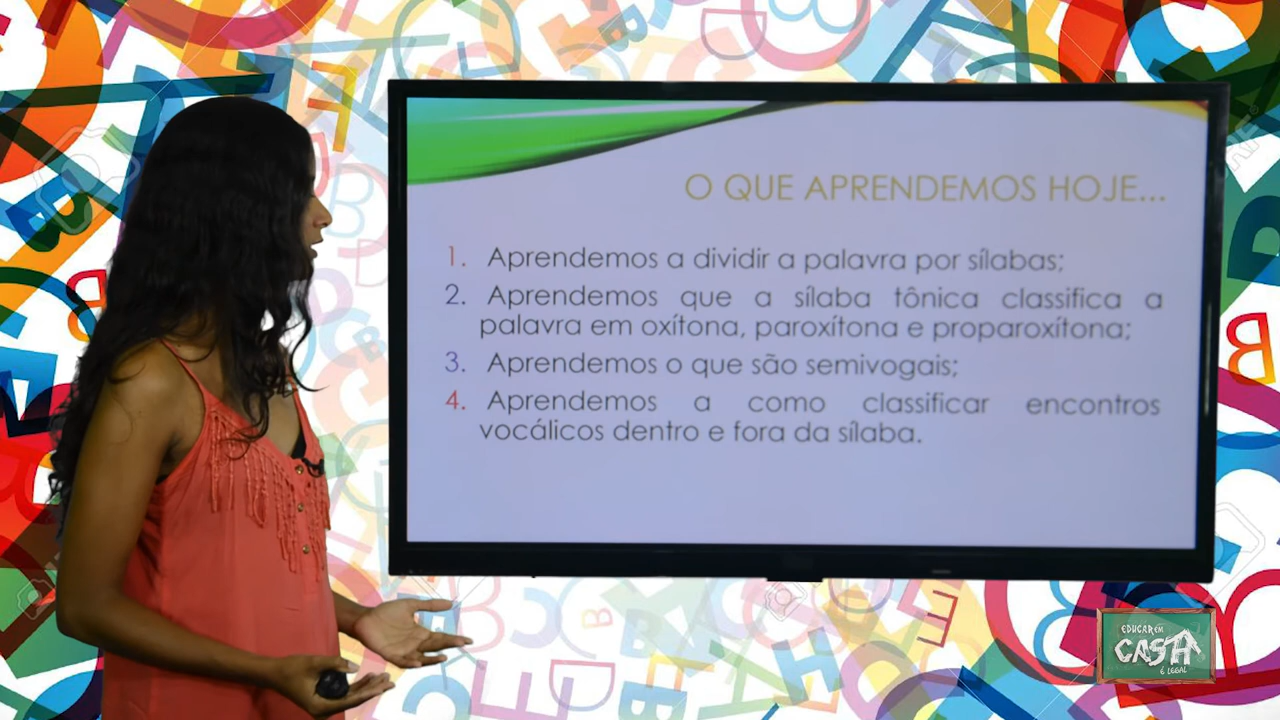 O QUE APRENDEMOS HOJE...
1. Aprendemos a dividir a palavra por sílabas;
2. Aprendemos que a sílaba tônica classifica a
palavra em oxítona, paroxítona e proparoxítona;
3. Aprendemos o que são semivogais;
4. Aprendemos a como classificar encontros
vocálicos dentro e fora da sílaba.
EDUCAR EM
CASA
É LEGAL